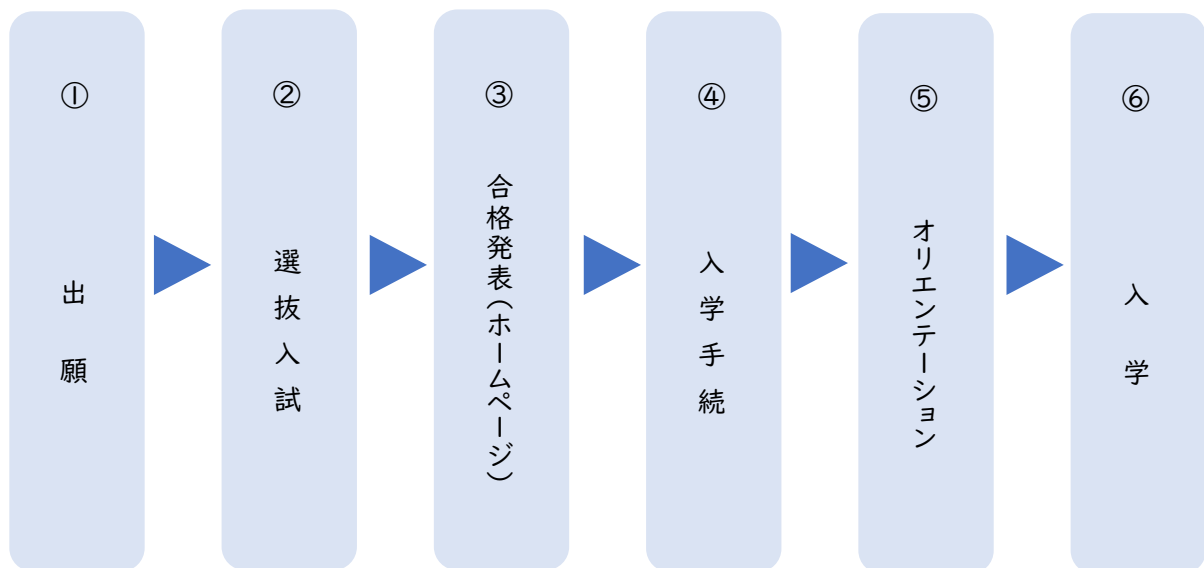 ①
出願
②
選抜入試
③
合格発表(ホームページ)
④
入学手続
⑤
オリエンテーション
⑥
入学